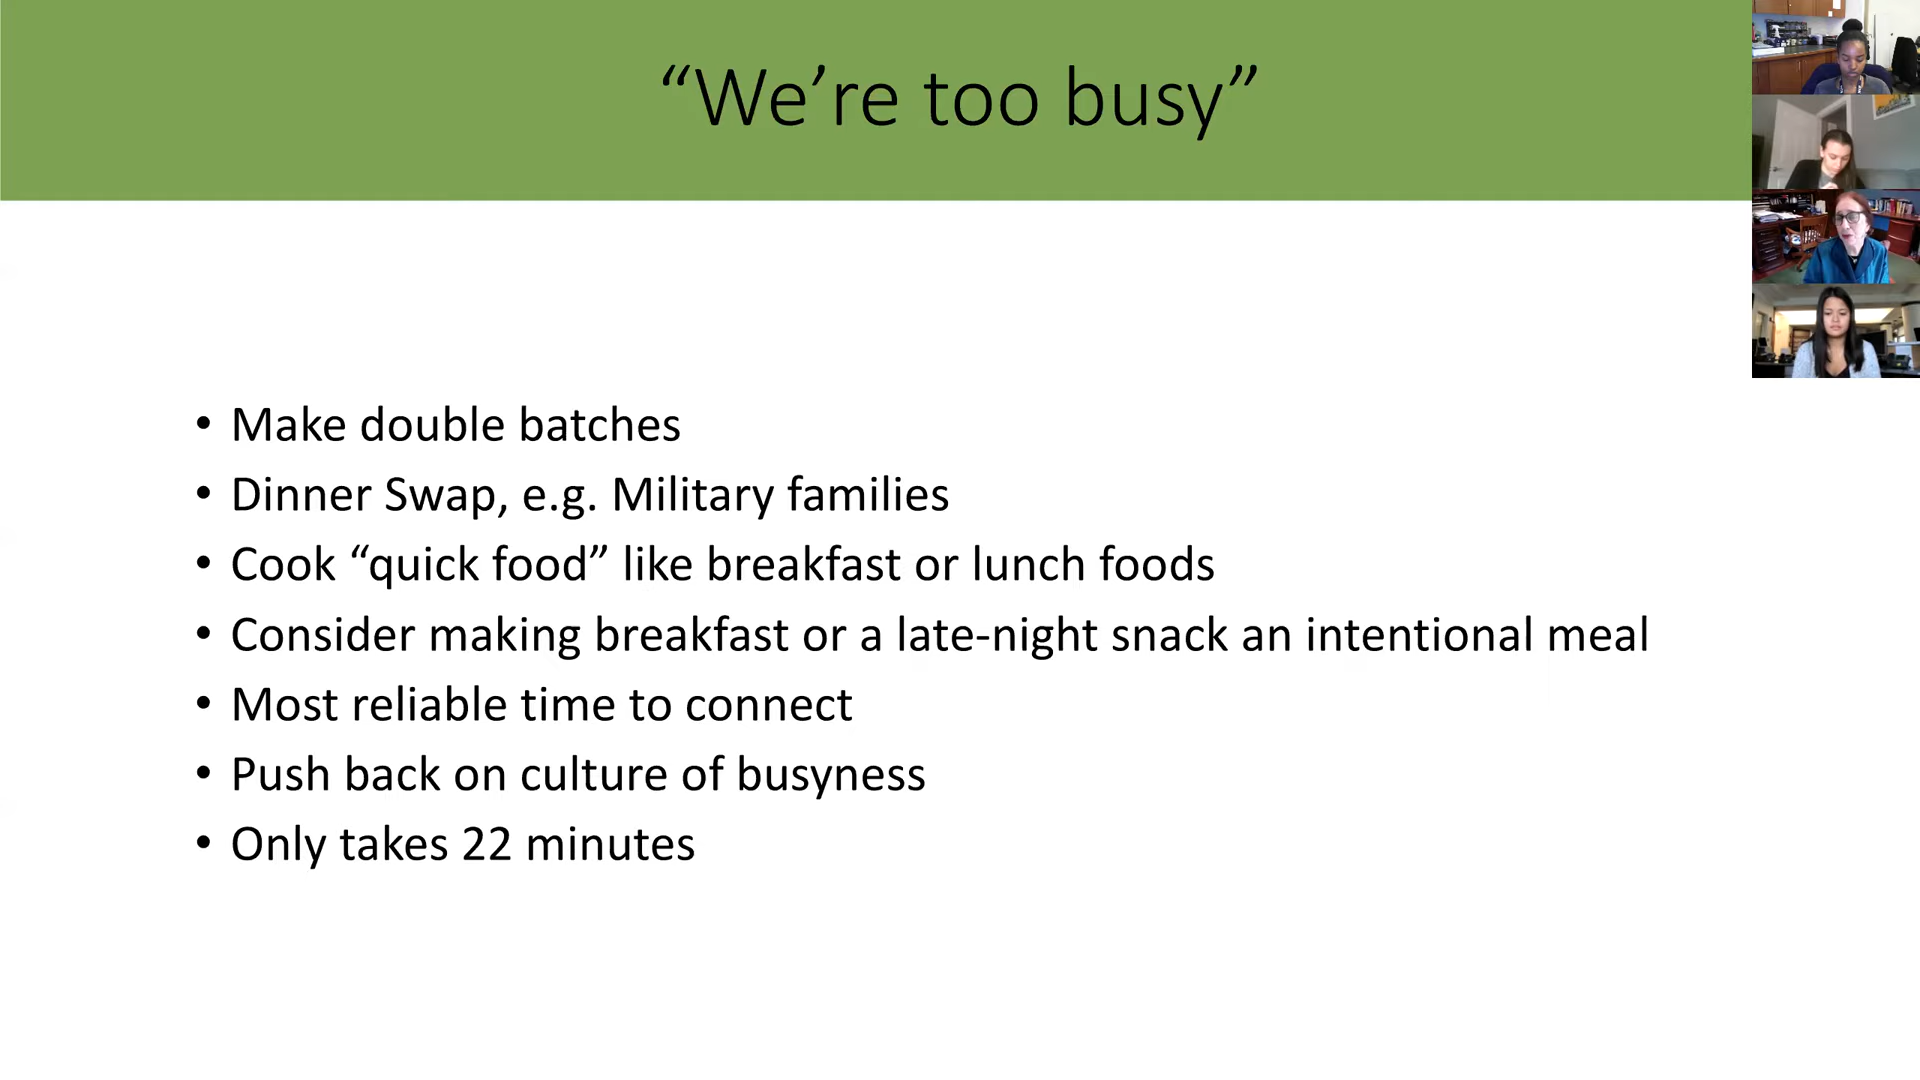 “We’re too busy”
• Make double batches
• Dinner Swap, e.g. Military families
• Cook “quick food” like breakfast or lunch foods
• Consider making breakfast or a late-night snack an intentional meal
• Most reliable time to connect
• Push back on culture of busyness
• Only takes 22 minutes